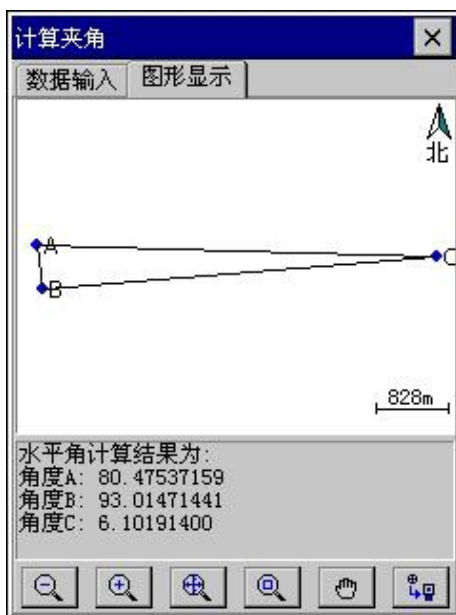 计算夹角
数据输入 图形显示
北
A
B
C
828m
水平角计算结果为:
角度A: 80.47537159
角度B: 93.01471441
角度C: 6.10191400